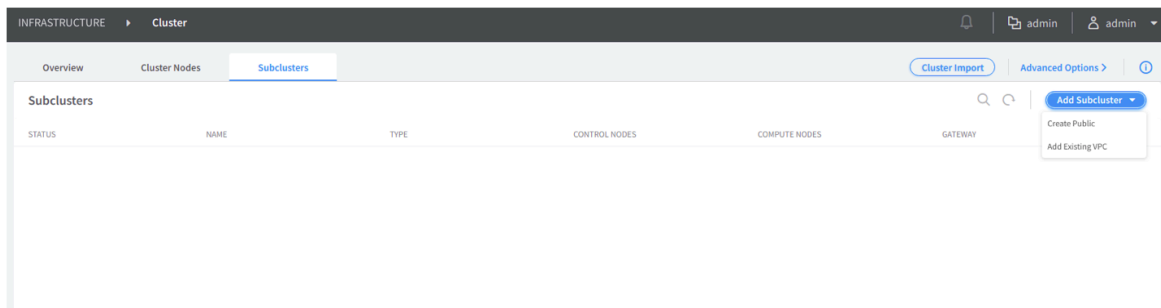 INFRASTRUCTURE Cluster admin admin
Overview Cluster Nodes Subclusters Cluster Import Advanced Options >
Subclusters Add Subcluster
Create Public
STATUS NAME TYPE CONTROL NODES COMPUTE NODES GATEWAY
Add Existing VPC